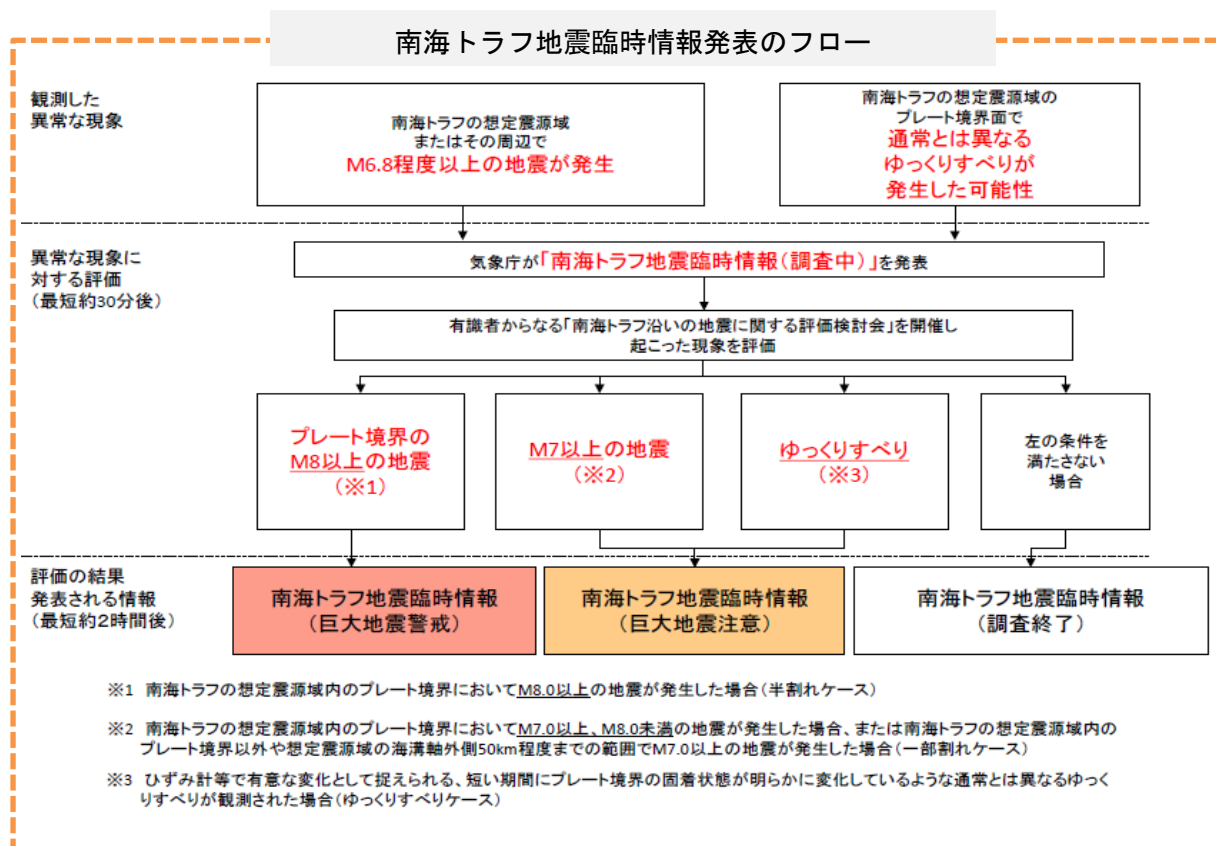 南海トラフ地震臨時情報発表のフロー
観測した
異常な現象
南海トラフの想定震源域
またはその周辺で
M6.8程度以上の地震が発生
南海トラフの想定震源域の
プレート境界面で
通常とは異なる
ゆっくりすべりが
発生した可能性
異常な現象に
対する評価
(最短約30分後)
気象庁が「南海トラフ地震臨時情報(調査中)」を発表
有識者からなる「南海トラフ沿いの地震に関する評価検討会」を開催し
起こった現象を評価
プレート境界の
M8以上の地震
(※1)
M7以上の地震
(※2)
ゆっくりすべり
(※3)
左の条件を
満たさない
場合
評価の結果
発表される情報
(最短約2時間後)
南海トラフ地震臨時情報
(巨大地震警戒)
南海トラフ地震臨時情報
(巨大地震注意)
南海トラフ地震臨時情報
(調査終了)
※1 南海トラフの想定震源域内のプレート境界においてM8.0以上の地震が発生した場合(半割れケース)
※2 南海トラフの想定震源域内のプレート境界においてM7.0以上、M8.0未満の地震が発生した場合、または南海トラフの想定震源域内の
プレート境界以外や想定震源域の海溝軸外側50km程度までの範囲でM7.0以上の地震が発生した場合(一部割れケース)
※3 ひずみ計等で有意な変化として捉えられる、短い期間にプレート境界の固着状態が明らかに変化しているような通常とは異なるゆっく
りすべりが観測された場合(ゆっくりすべりケース)